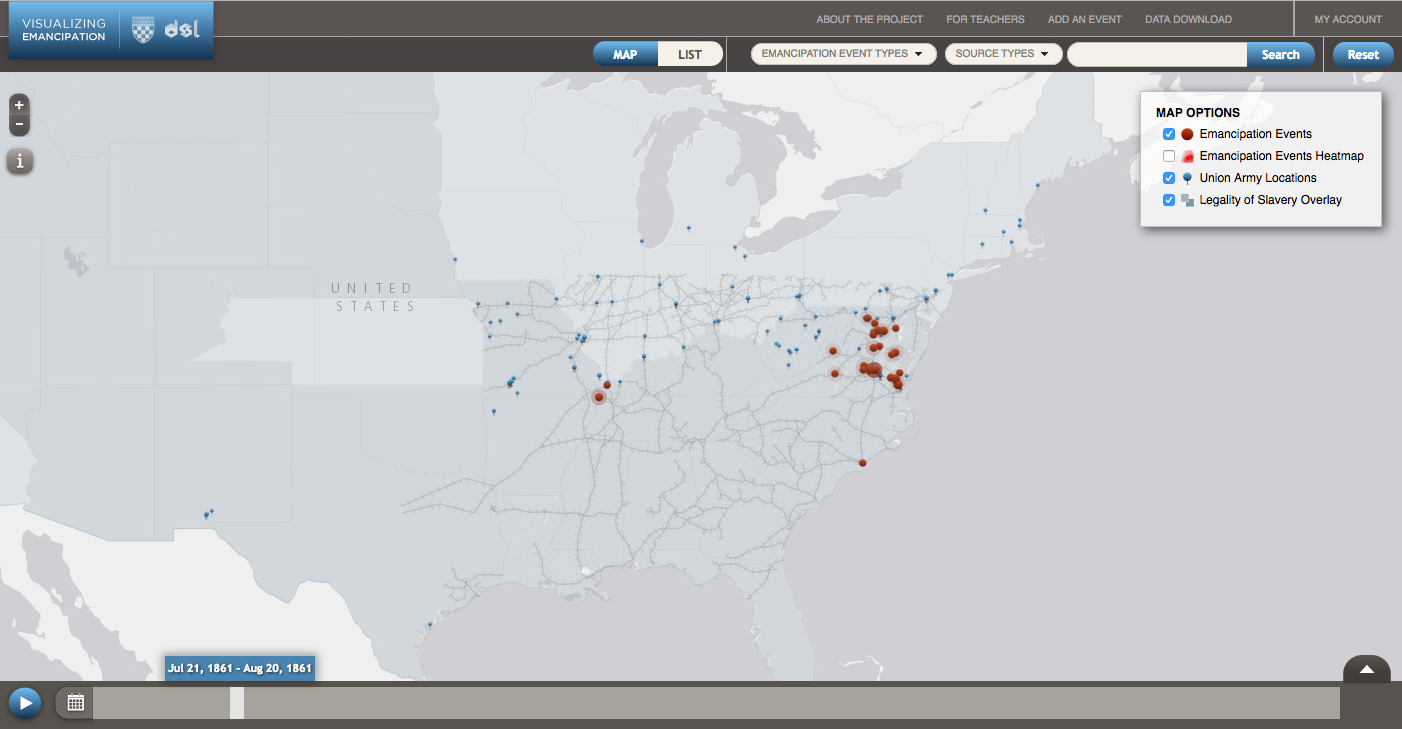 VISUALIZING
EMANCIPATION
dsl
ABOUT THE PROJECT
FOR TEACHERS
ADD AN EVENT
DATA DOWNLOAD
MY ACCOUNT
MAP
LIST
EMANCIPATION EVENT TYPES
SOURCE TYPES
Search
Reset
+
-
i
MAP OPTIONS
Emancipation Events
Emancipation Events Heatmap
Union Army Locations
Legality of Slavery Overlay
UNITED
STATES
Jul 21, 1861 - Aug 20, 1861